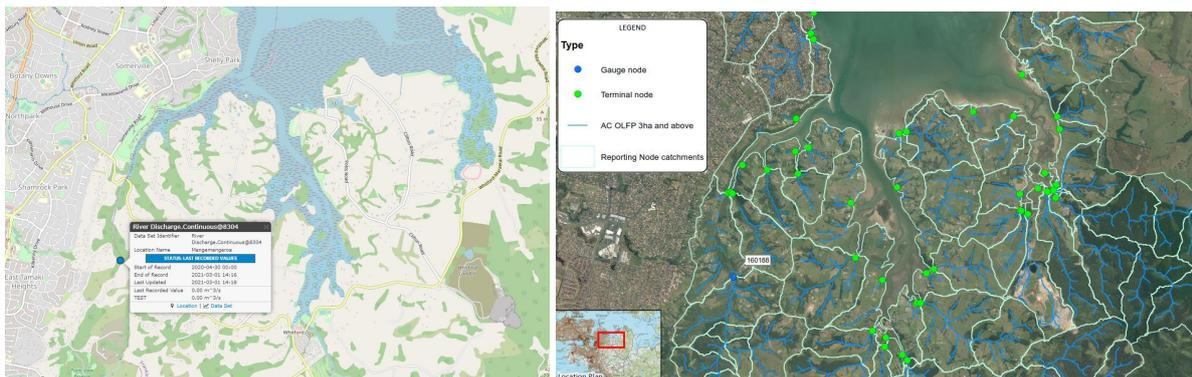 Shelly Park
Somerville
Botany Downs
Northpark
Shamrock Park
East Tamaki
Heights
Whitford
Clifton Road
River Discharge.Continuous@8304
Data Set Identifier River
Discharge.Continuous@8304
Location Name Mangemangeroa
STATUS: LAST RECORDED VALUES
Start of Record 2020-04-30 00:00
End of Record 2021-03-01 14:16
Last Updated 2021-03-01 14:18
Last Recorded Value 0.00 m^3/s
TEST 0.00 m^3/s
Location | Data Set
LEGEND
Type
Gauge node
Terminal node
AC OLFP 3ha and above
Reporting Node catchments
160188
Location Plan